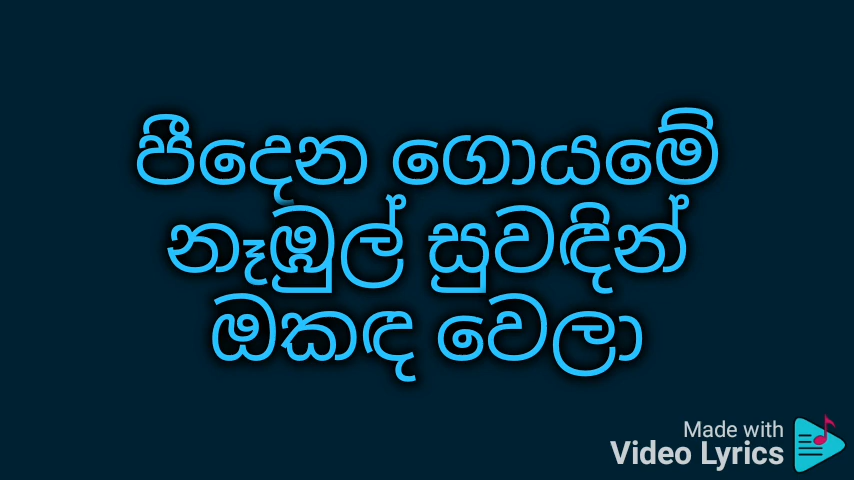 පීදෙන ගොයමේ
නෑඹුල් සුවඳින්
ඔකඳ වෙලා
Made with
Video Lyrics